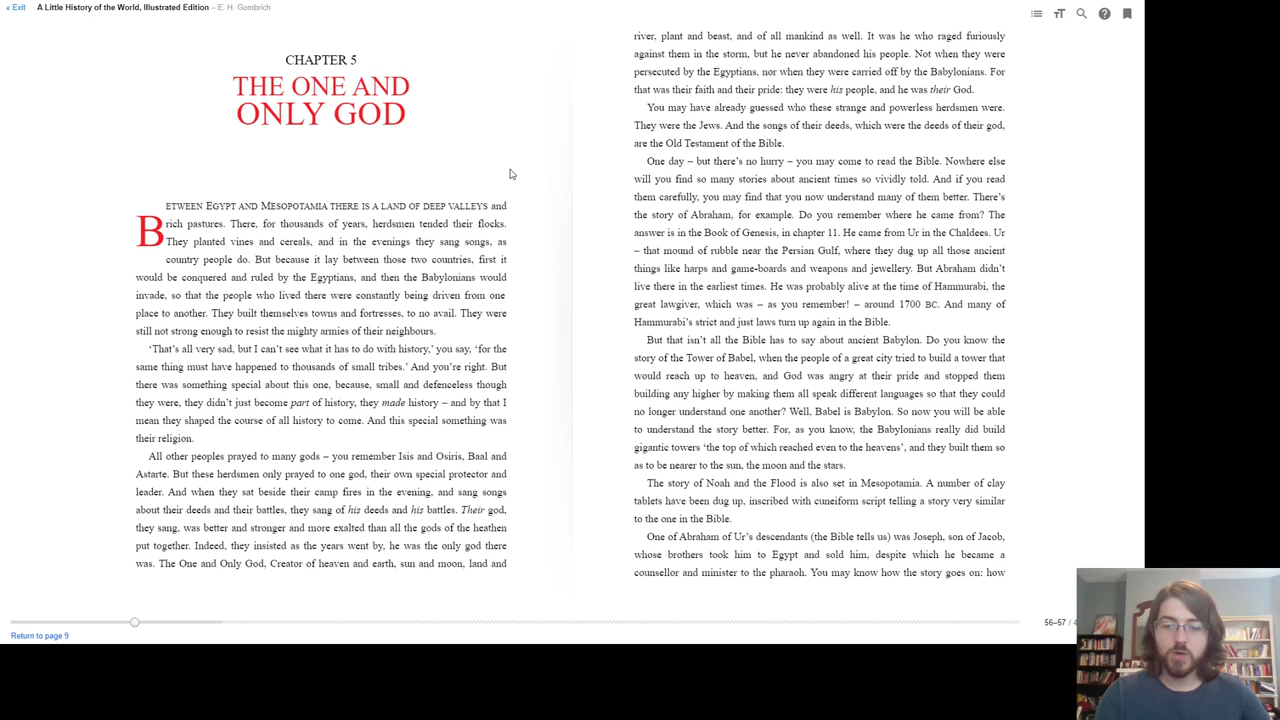 « Exit A Little History of the World, Illustrated Edition – E. H. Gombrich
CHAPTER 5
THE ONE AND
ONLY GOD
BETWEEN EGYPT AND MESOPOTAMIA THERE IS A LAND OF DEEP VALLEYS and
rich pastures. There, for thousands of years, herdsmen tended their flocks.
They planted vines and cereals, and in the evenings they sang songs, as
country people do. But because it lay between those two countries, first it
would be conquered and ruled by the Egyptians, and then the Babylonians would
invade, so that the people who lived there were constantly being driven from one
place to another. They built themselves towns and fortresses, to no avail. They were
still not strong enough to resist the mighty armies of their neighbours.
‘That’s all very sad, but I can’t see what it has to do with history,’ you say, ‘for the
same thing must have happened to thousands of small tribes.’ And you’re right. But
there was something special about this one, because, small and defenceless though
they were, they didn’t just become part of history, they made history – and by that I
mean they shaped the course of all history to come. And this special something was
their religion.
All other peoples prayed to many gods – you remember Isis and Osiris, Baal and
Astarte. But these herdsmen only prayed to one god, their own special protector and
leader. And when they sat beside their camp fires in the evening, and sang songs
about their deeds and their battles, they sang of his deeds and his battles. Their god,
they sang, was better and stronger and more exalted than all the gods of the heathen
put together. Indeed, they insisted as the years went by, he was the only god there
was. The One and Only God, Creator of heaven and earth, sun and moon, land and
river, plant and beast, and of all mankind as well. It was he who raged furiously
against them in the storm, but he never abandoned his people. Not when they were
persecuted by the Egyptians, nor when they were carried off by the Babylonians. For
that was their faith and their pride: they were his people, and he was their God.
You may have already guessed who these strange and powerless herdsmen were.
They were the Jews. And the songs of their deeds, which were the deeds of their god,
are the Old Testament of the Bible.
One day – but there’s no hurry – you may come to read the Bible. Nowhere else
will you find so many stories about ancient times so vividly told. And if you read
them carefully, you may find that you now understand many of them better. There’s
the story of Abraham, for example. Do you remember where he came from? The
answer is in the Book of Genesis, in chapter 11. He came from Ur in the Chaldees. Ur
– that mound of rubble near the Persian Gulf, where they dug up all those ancient
things like harps and game-boards and weapons and jewellery. But Abraham didn’t
live there in the earliest times. He was probably alive at the time of Hammurabi, the
great lawgiver, which was – as you remember! – around 1700 BC. And many of
Hammurabi’s strict and just laws turn up again in the Bible.
But that isn’t all the Bible has to say about ancient Babylon. Do you know the
story of the Tower of Babel, when the people of a great city tried to build a tower that
would reach up to heaven, and God was angry at their pride and stopped them
building any higher by making them all speak different languages so that they could
no longer understand one another? Well, Babel is Babylon. So now you will be able
to understand the story better. For, as you know, the Babylonians really did build
gigantic towers ‘the top of which reached even to the heavens’, and they built them so
as to be nearer to the sun, the moon and the stars.
The story of Noah and the Flood is also set in Mesopotamia. A number of clay
tablets have been dug up, inscribed with cuneiform script telling a story very similar
to the one in the Bible.
One of Abraham of Ur’s descendants (the Bible tells us) was Joseph, son of Jacob,
whose brothers took him to Egypt and sold him, despite which he became a
counsellor and minister to the pharaoh. You may know how the story goes on: how
56–57 /
Return to page 9